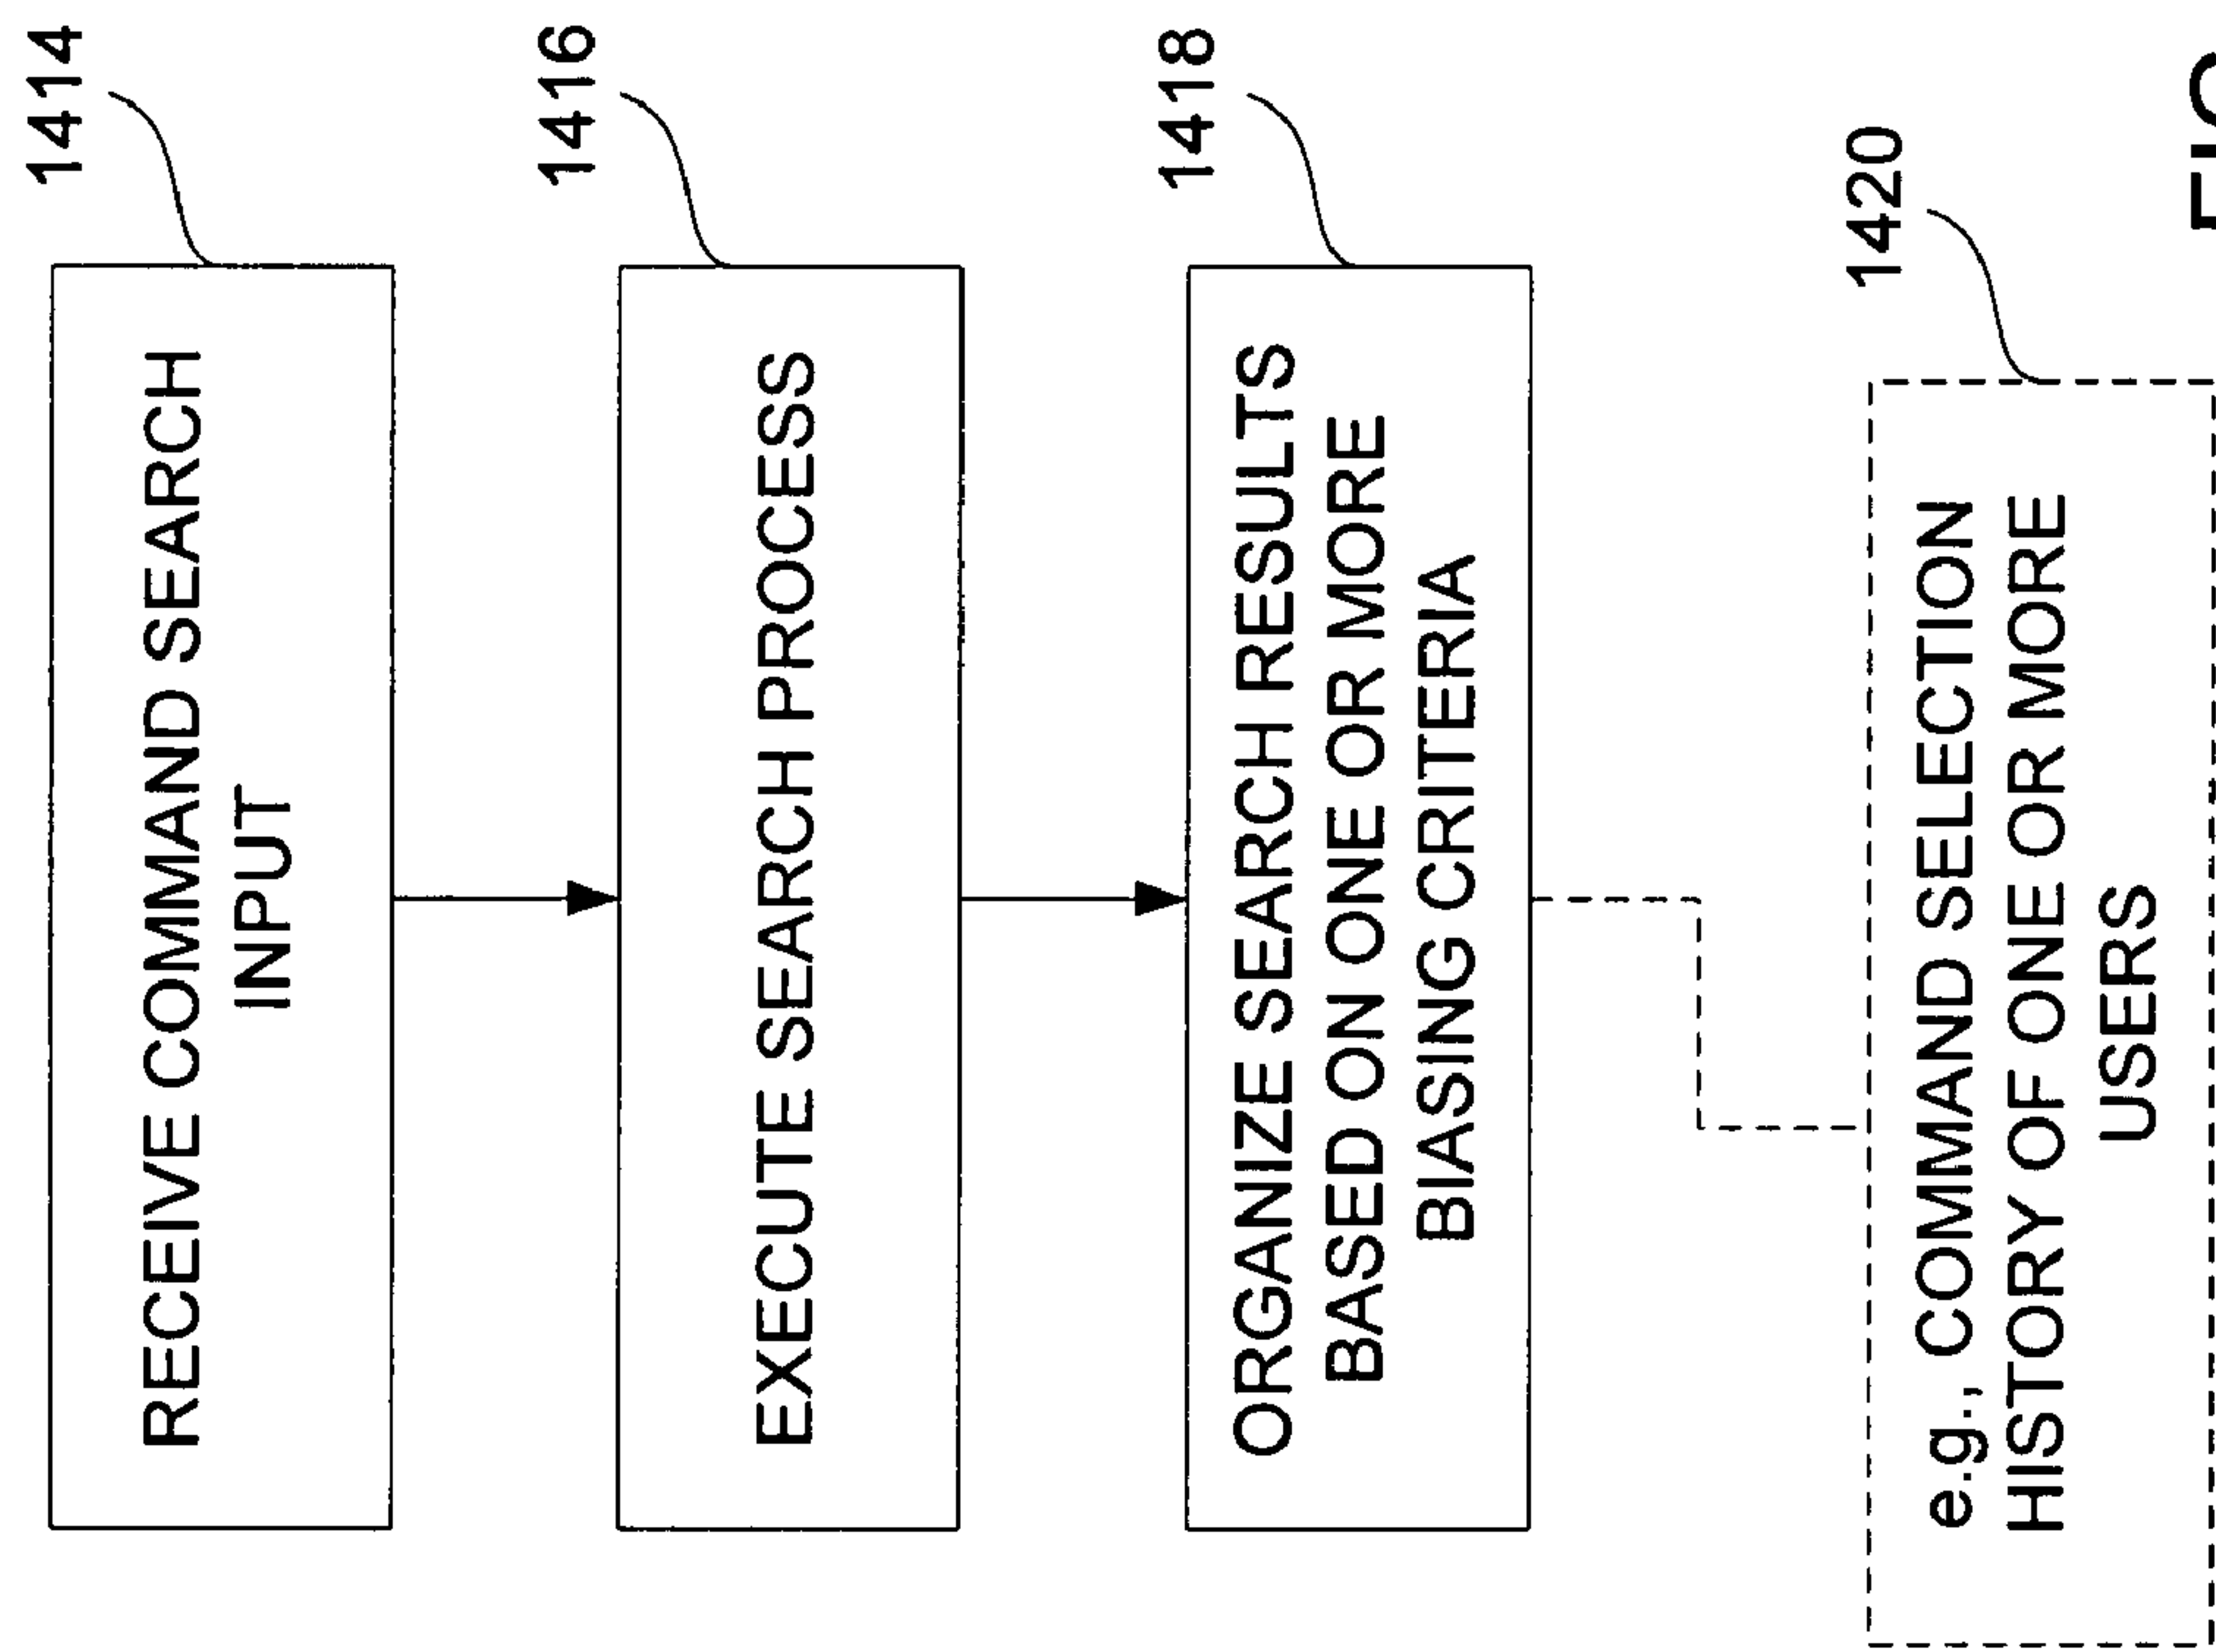 1414
RECEIVE COMMAND SEARCH
INPUT
1416
EXECUTE SEARCH PROCESS
1418
ORGANIZE SEARCH RESULTS
BASED ON ONE OR MORE
BIASING CRITERIA
1420
e.g., COMMAND SELECTION
HISTORY OF ONE OR MORE
USERS